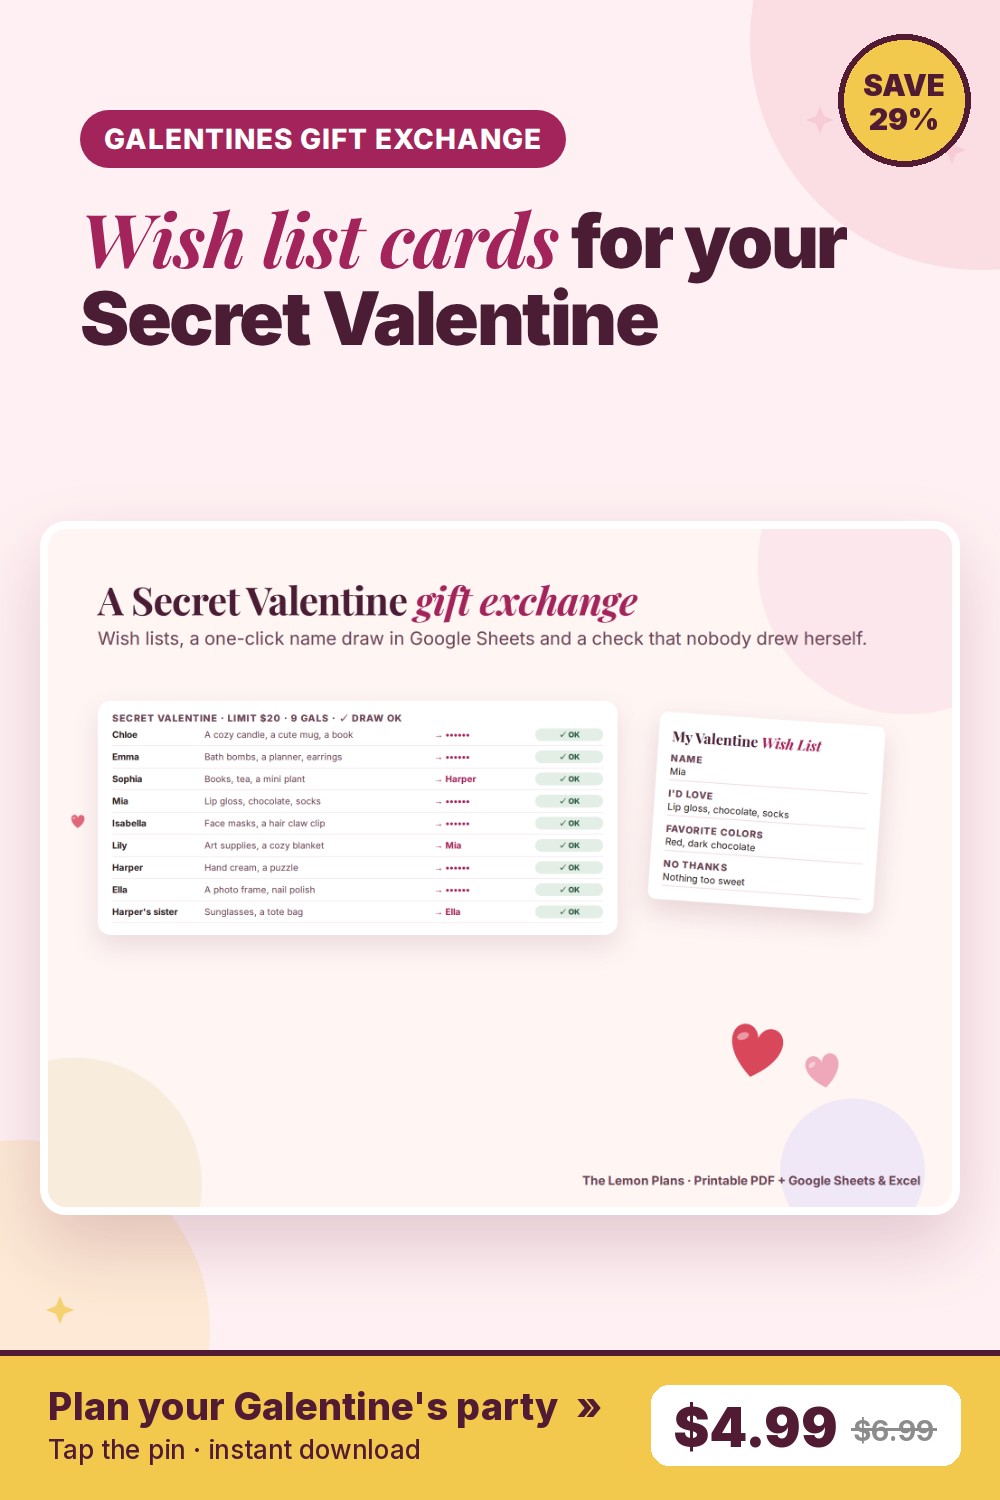 SAVE
29%
GALENTINES GIFT EXCHANGE
Wish list cards for your
Secret Valentine
A Secret Valentine gift exchange
Wish lists, a one-click name draw in Google Sheets and a check that nobody drew herself.
SECRET VALENTINE · LIMIT $20 · 9 GALS · ✓ DRAW OK
Chloe A cozy candle, a cute mug, a book → •••••• ✓ OK
Emma Bath bombs, a planner, earrings → •••••• ✓ OK
Sophia Books, tea, a mini plant → Harper ✓ OK
Mia Lip gloss, chocolate, socks → •••••• ✓ OK
Isabella Face masks, a hair claw clip → •••••• ✓ OK
Lily Art supplies, a cozy blanket → Mia ✓ OK
Harper Hand cream, a puzzle → •••••• ✓ OK
Ella A photo frame, nail polish → •••••• ✓ OK
Harper's sister Sunglasses, a tote bag → Ella ✓ OK
My Valentine Wish List
NAME
Mia
I'D LOVE
Lip gloss, chocolate, socks
FAVORITE COLORS
Red, dark chocolate
NO THANKS
Nothing too sweet
The Lemon Plans · Printable PDF + Google Sheets & Excel
Plan your Galentine's party »
Tap the pin · instant download
$4.99 $6.99